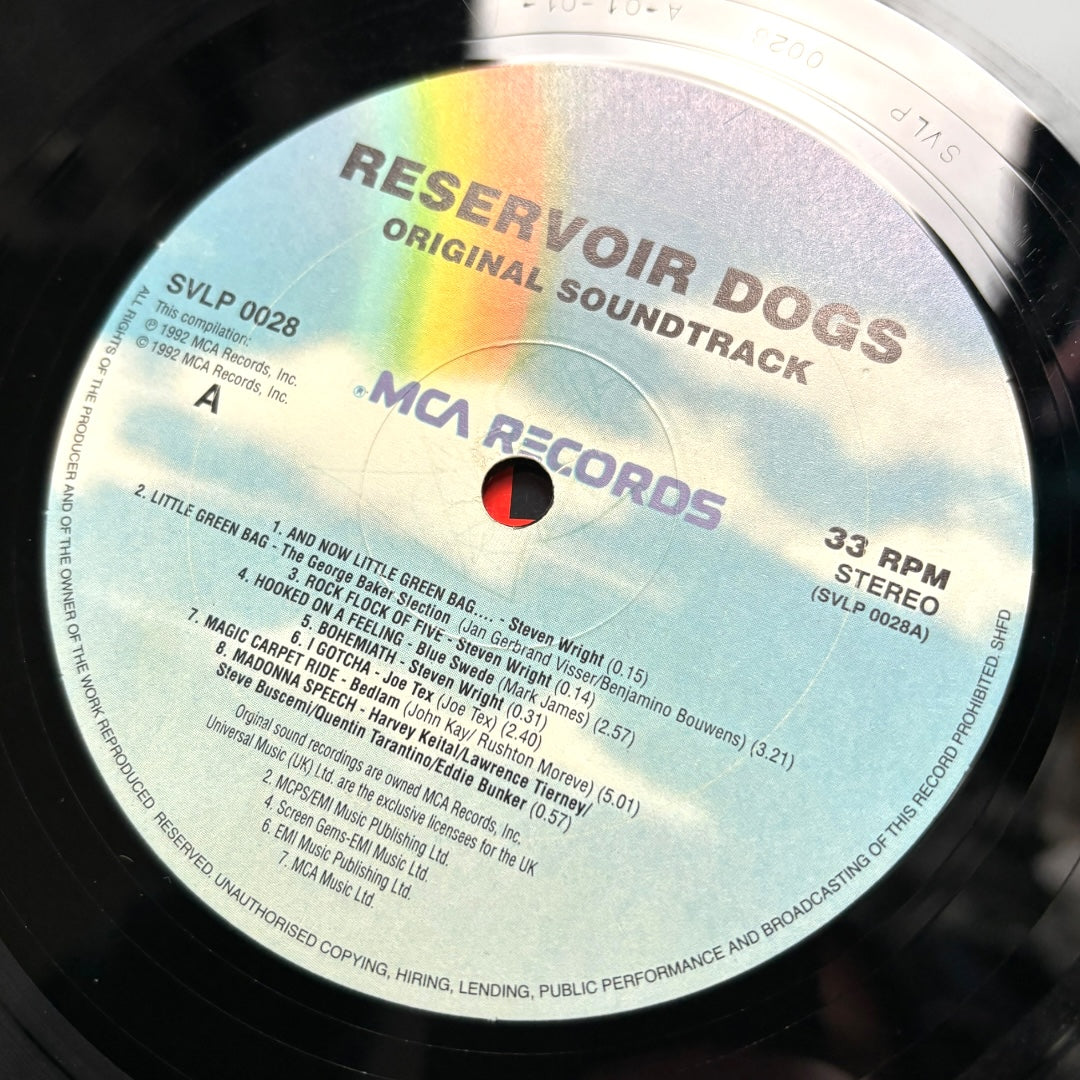 SVLP 0028 A-01-01-
RESERVOIR DOGS
ORIGINAL SOUNDTRACK
SVLP 0028
This compilation:
℗ 1992 MCA Records, Inc.
© 1992 MCA Records, Inc.
A
® MCA RECORDS
33 RPM
STEREO
(SVLP 0028A)
1. AND NOW LITTLE GREEN BAG.... - Steven Wright (0.15)
2. LITTLE GREEN BAG - The George Baker Slection (Jan Gerbrand Visser/Benjamino Bouwens) (3.21)
3. ROCK FLOCK OF FIVE - Steven Wright (0.14)
4. HOOKED ON A FEELING - Blue Swede (Mark James) (2.57)
5. BOHEMIATH - Steven Wright (0.31)
6. I GOTCHA - Joe Tex (Joe Tex) (2.40)
7. MAGIC CARPET RIDE - Bedlam (John Kay/ Rushton Moreve) (5.01)
8. MADONNA SPEECH - Harvey Keital/Lawrence Tierney/
Steve Buscemi/Quentin Tarantino/Eddie Bunker (0.57)
Orginal sound recordings are owned MCA Records, Inc.
Universal Music (UK) Ltd. are the exclusive licensees for the UK
2. MCPS/EMI Music PUblishing Ltd.
4. Screen Gems-EMI Music Ltd.
6. EMI Music Publishing Ltd.
7. MCA Music Ltd.
ALL RIGHTS OF THE PRODUCER AND OF THE OWNER OF THE WORK REPRODUCED RESERVED. UNAUTHORISED COPYING, HIRING, LENDING, PUBLIC PERFORMANCE AND BROADCASTING OF THIS RECORD PROHIBITED. SHFD